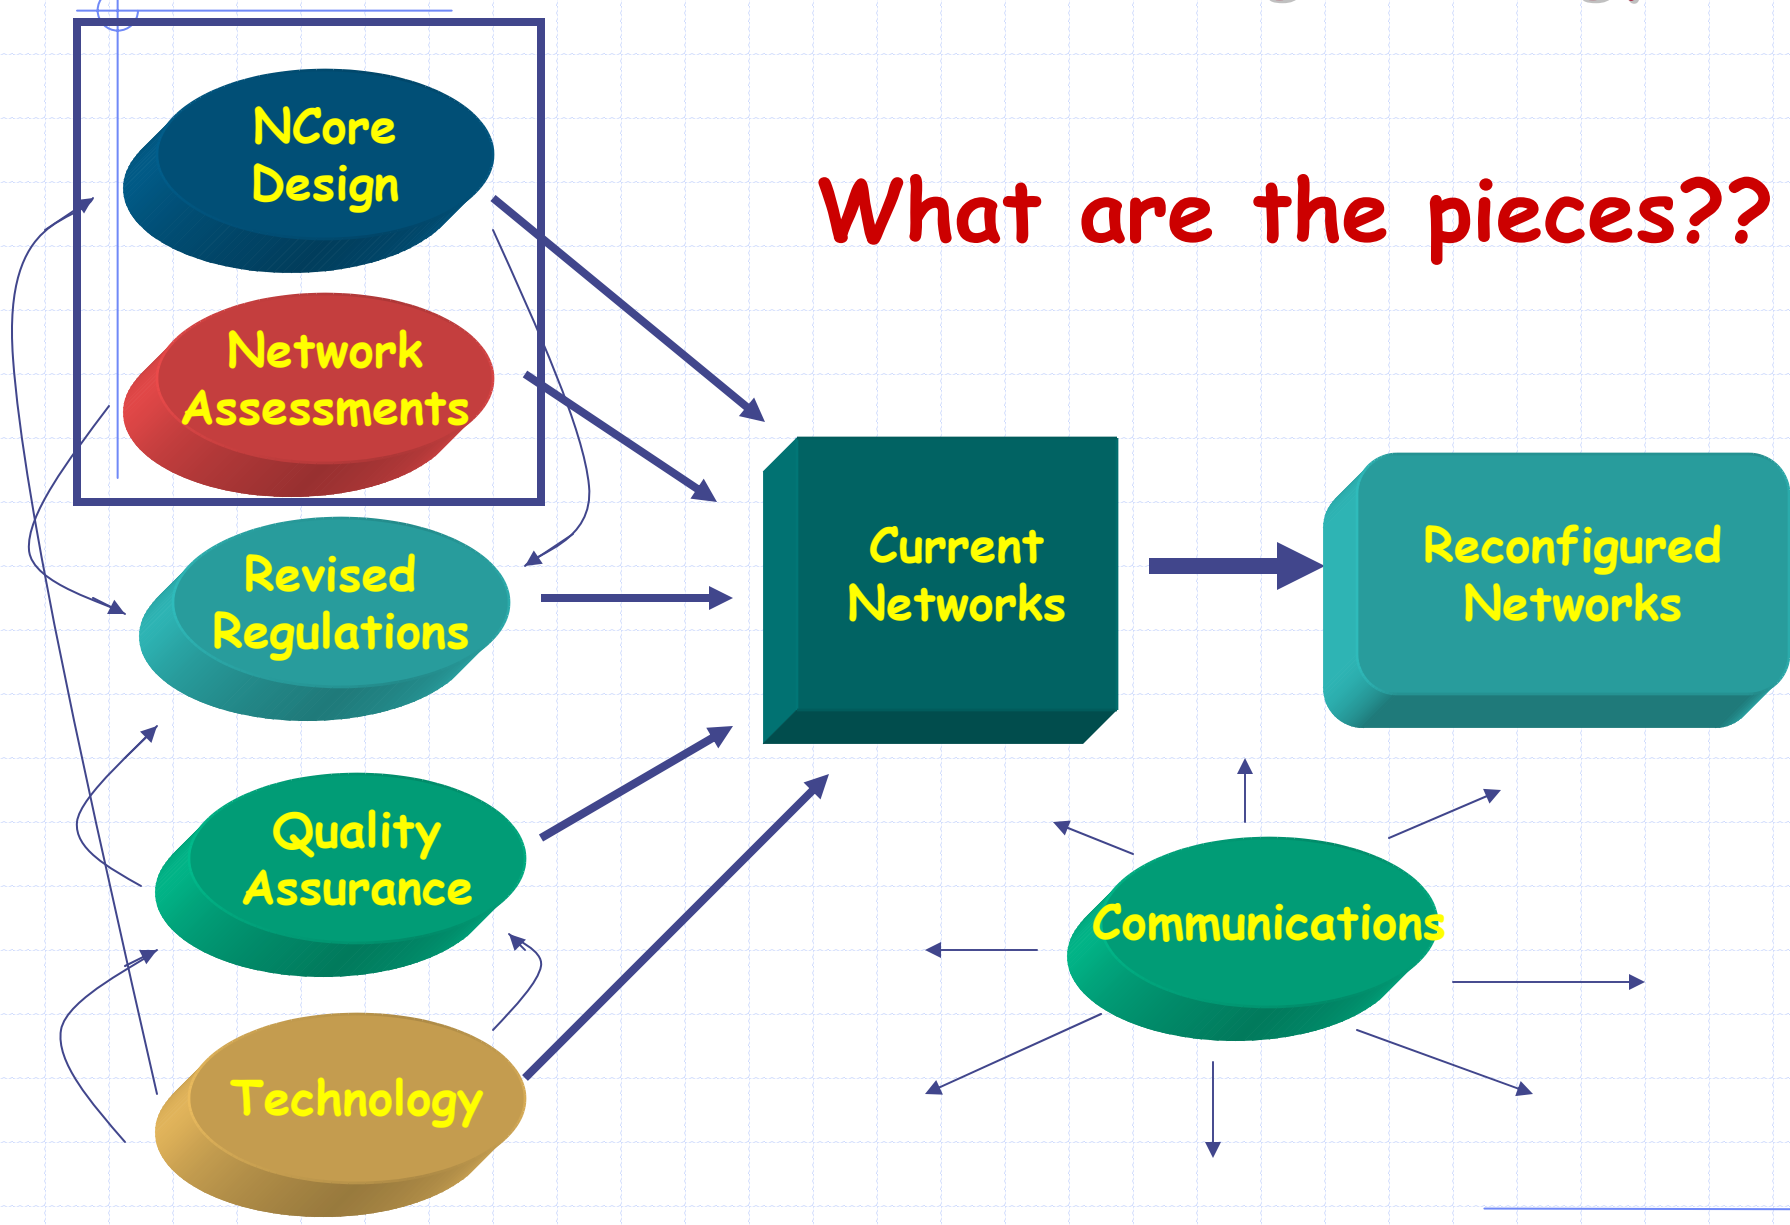 What are the pieces??
NCore
Design
Network
Assessments
Revised
Regulations
Quality
Assurance
Technology
Current
Networks
Reconfigured
Networks
Communications